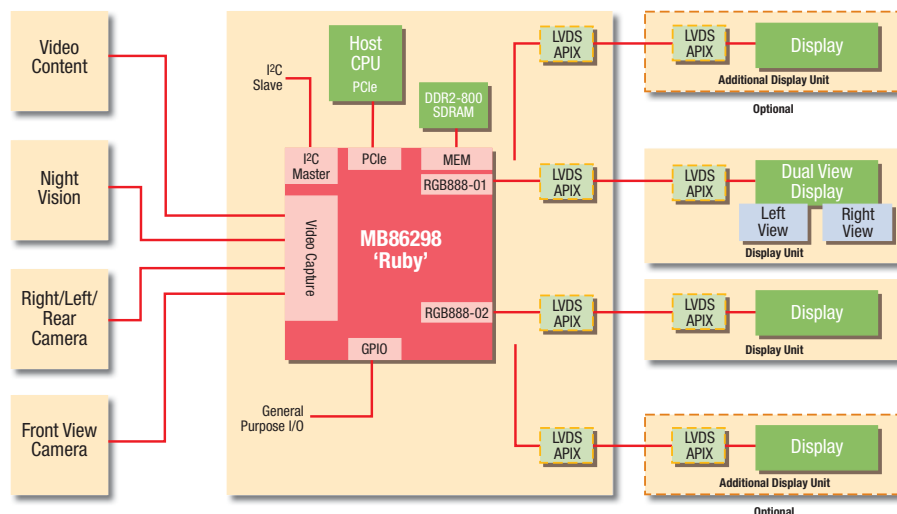 Video
Content
Night
Vision
Right/Left/
Rear
Camera
Front View
Camera
I²C
Slave
Host
CPU
PCIe
DDR2-800
SDRAM
I²C
Master
PCIe
MEM
RGB888-01
Video Capture
MB86298
'Ruby'
RGB888-02
GPIO
General
Purpose I/O
LVDS
APIX
LVDS
APIX
Display
Additional Display Unit
Optional
LVDS
APIX
LVDS
APIX
Dual View
Display
Left
View
Right
View
Display Unit
LVDS
APIX
LVDS
APIX
Display
Display Unit
LVDS
APIX
LVDS
APIX
Display
Additional Display Unit
Optional